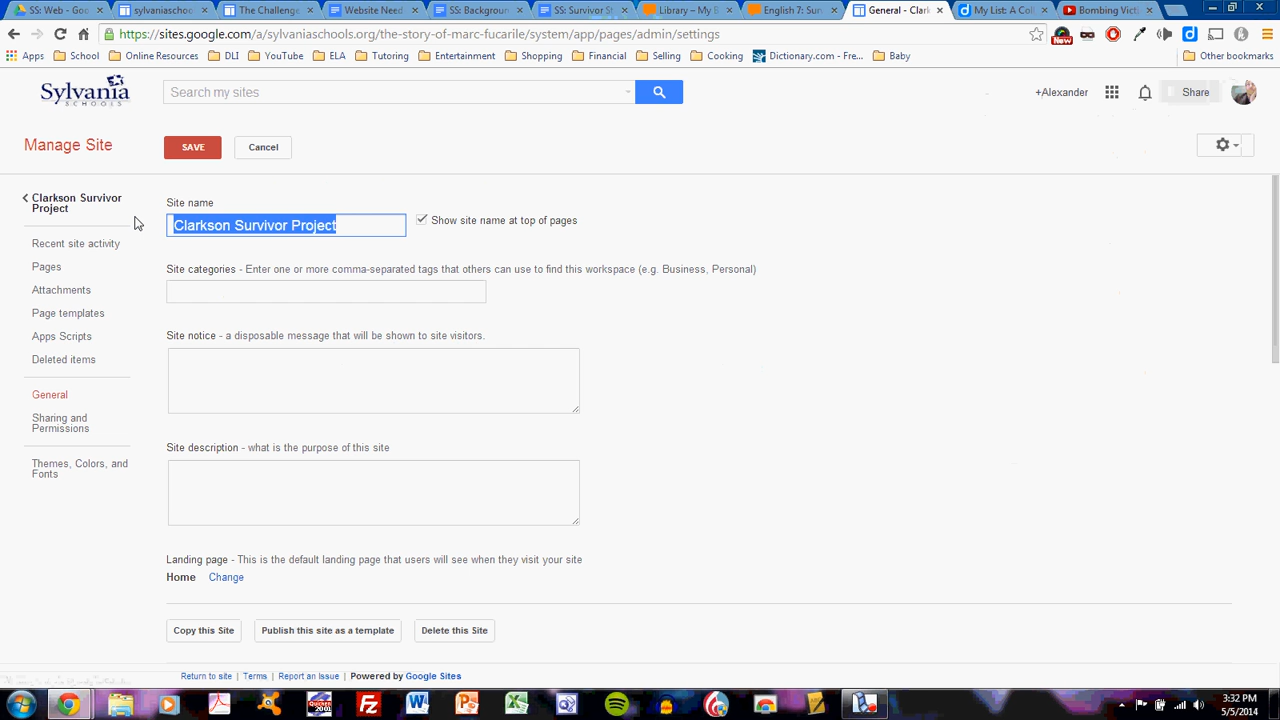 SS: Web - Goo
sylvaniaschoo
The Challenge
Website Need
SS: Backgroun
SS: Survivor St
Library – My B
English 7: Surv
General - Clark
My List: A Col
Bombing Victi
https://sites.google.com/a/sylvaniaschools.org/the-story-of-marc-fumarile/system/app/pages/admin/settings
New
Apps School Online Resources DLI YouTube ELA Tutoring Entertainment Shopping Financial Selling Cooking Dictionary.com - Fre... Baby Other bookmarks
Sylvania
SCHOOLS
Search my sites
+Alexander
Share
Manage Site
SAVE
Cancel
Clarkson Survivor
Project
Recent site activity
Pages
Attachments
Page templates
Apps Scripts
Deleted items
General
Sharing and
Permissions
Themes, Colors, and
Fonts
Site name
Clarkson Survivor Project
Show site name at top of pages
Site categories - Enter one or more comma-separated tags that others can use to find this workspace (e.g. Business, Personal)
Site notice - a disposable message that will be shown to site visitors.
Site description - what is the purpose of this site
Landing page - This is the default landing page that users will see when they visit your site
Home Change
Copy this Site
Publish this site as a template
Delete this Site
Return to site | Terms | Report an Issue | Powered by Google Sites
3:32 PM
5/5/2014